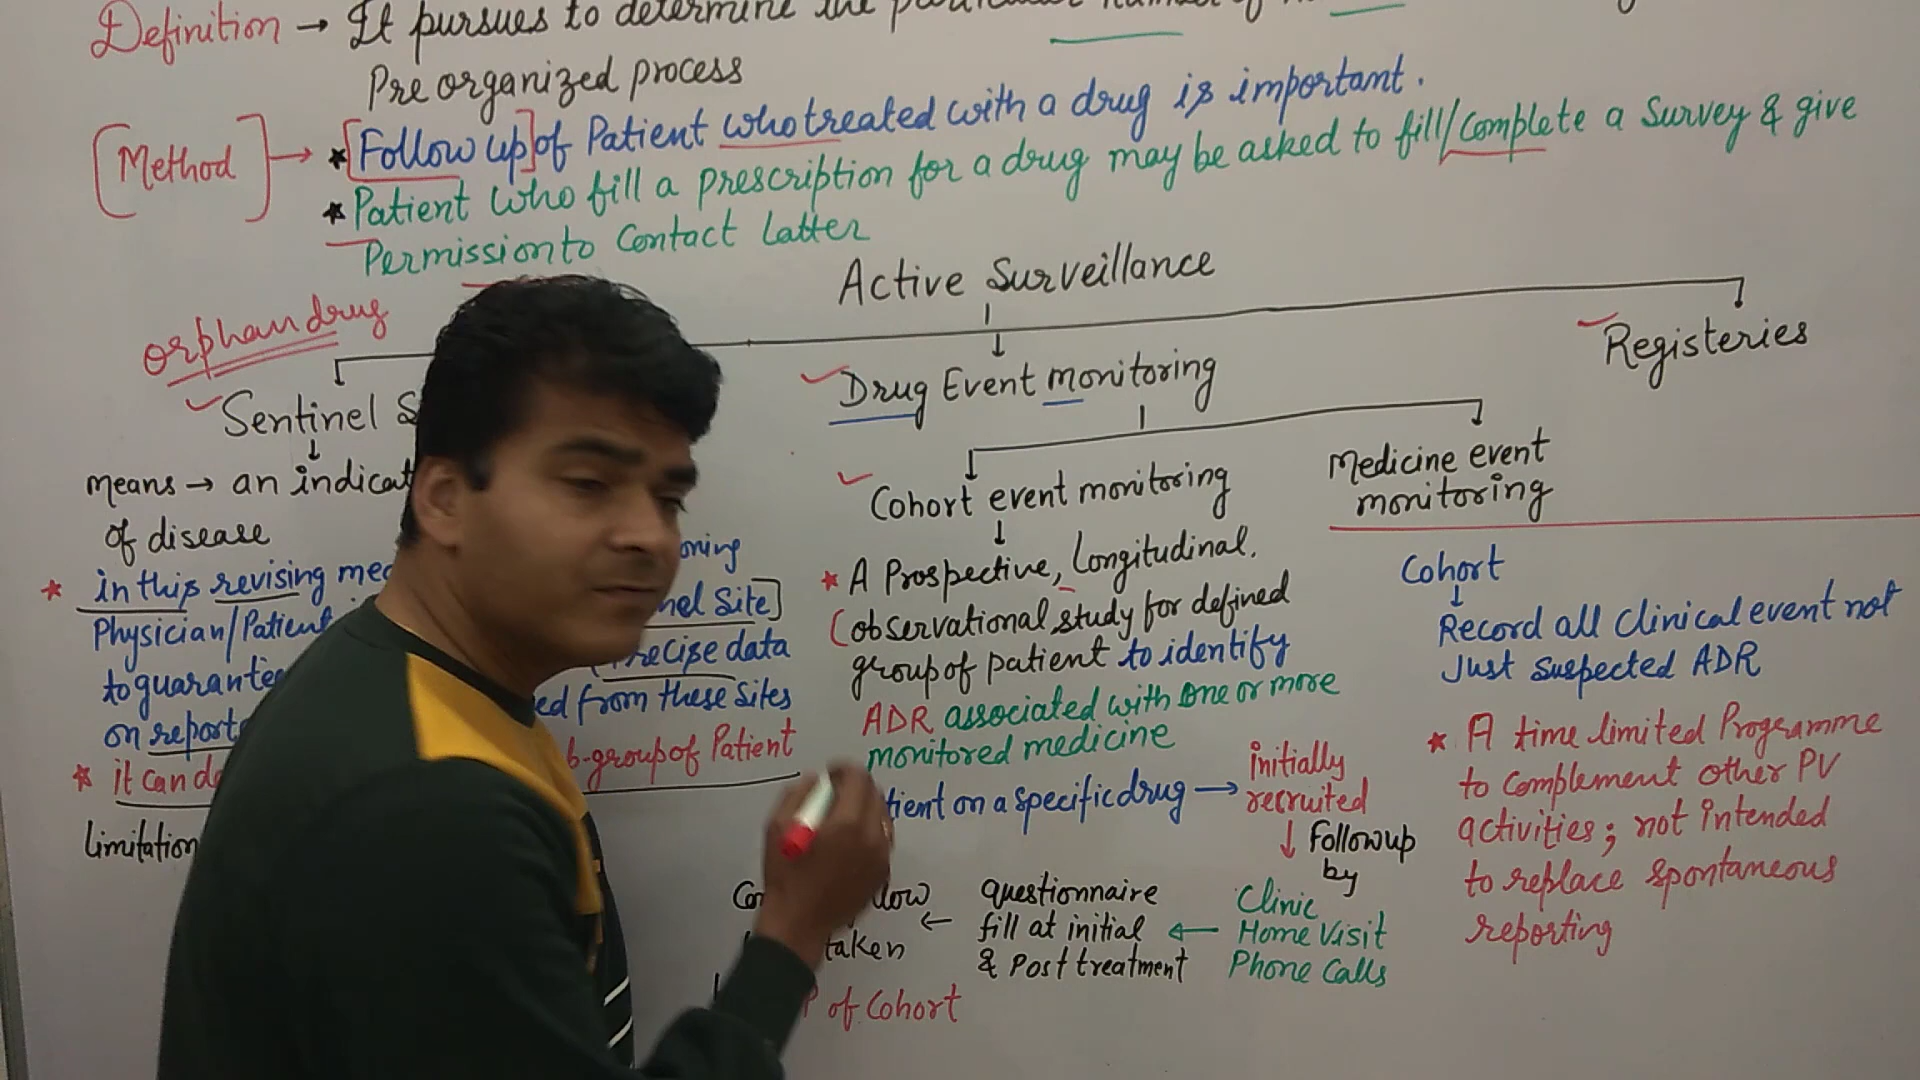 Definition → It pursues to determine the
Pre organized process
[Method] → ★ [Follow up] of Patient who treated with a drug is important.
★ Patient who fill a prescription for a drug may be asked to fill/complete a survey & give
Permission to Contact Latter
Active Surveillance
orphan drug
Sentinel S
Drug Event monitoring
Registeries
means → an indicat
of disease
★ in this revising med
Physician/Patient
to guarantee
on report
★ it can de
limitation
oning
nel Site]
(Precise data
ed from these Sites
b-group of Patient
Cohort event monitoring
★ A Prospective, Longitudinal.
(observational study for defined
group of patient to identify
ADR associated with one or more
monitored medicine
tient on a specific drug → initially
recruited
↓ Followup
by
Clinic
Home Visit
Phone Calls
← questionnaire
fill at initial
& Post treatment
← low
taken
P of Cohort
Medicine event
monitoring
Cohort
↓
Record all Clinical event not
Just suspected ADR
★ A time limited Programme
to complement other PV
activities; not intended
to replace spontaneous
reporting